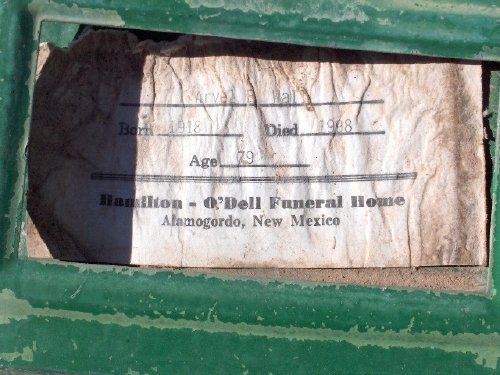 Born 1918 Died 1998
Age 79
Hamilton - O'Dell Funeral Home
Alamogordo, New Mexico